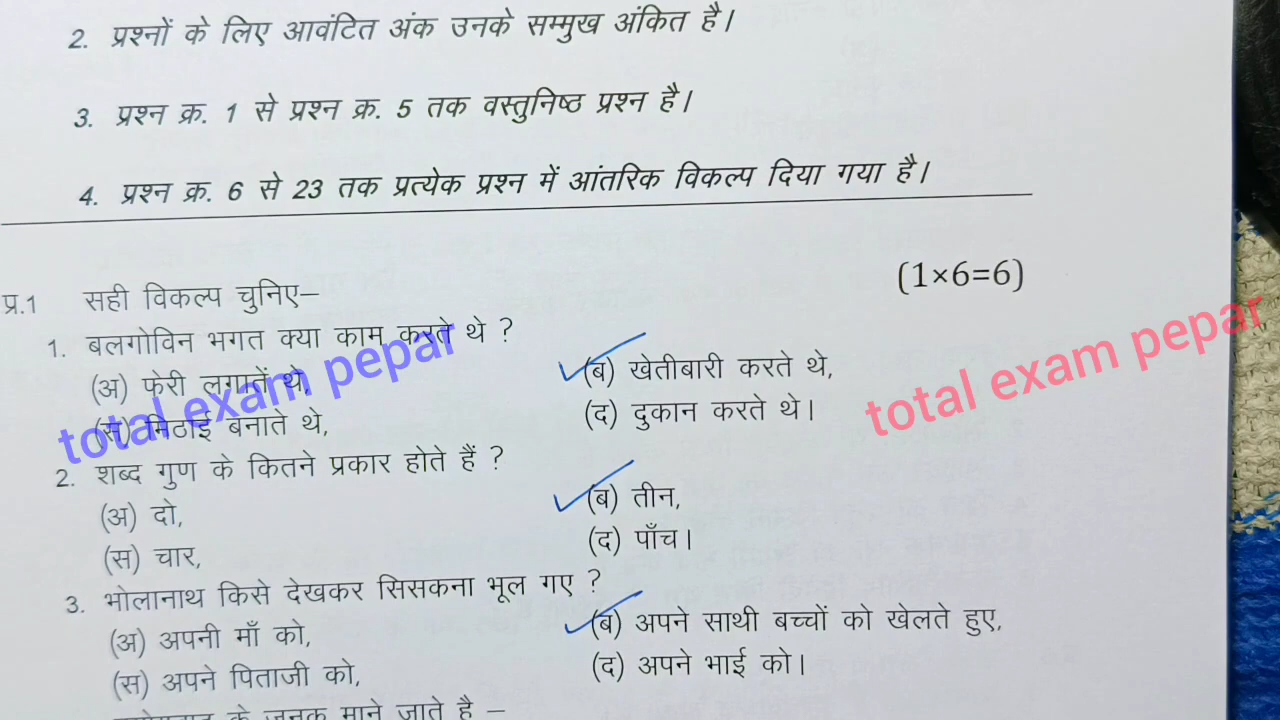 2. प्रश्नों के लिए आवंटित अंक उनके सम्मुख अंकित है।
3. प्रश्न क्र. 1 से प्रश्न क्र. 5 तक वस्तुनिष्ठ प्रश्न है।
4. प्रश्न क्र. 6 से 23 तक प्रत्येक प्रश्न में आंतरिक विकल्प दिया गया है।
प्र.1 सही विकल्प चुनिए– (1×6=6)
1. बलगोविन भगत क्या काम करते थे ?
(अ) फेरी लगातें थे, (ब) खेतीबारी करते थे,
(स) मिठाई बनाते थे, (द) दुकान करते थे।
total exam pepar
total exam pepar
2. शब्द गुण के कितने प्रकार होते हैं ?
(अ) दो, (ब) तीन,
(स) चार, (द) पाँच।
3. भोलानाथ किसे देखकर सिसकना भूल गए ?
(अ) अपनी माँ को, (ब) अपने साथी बच्चों को खेलते हुए,
(स) अपने पिताजी को, (द) अपने भाई को।
के जनक माने जाते है –